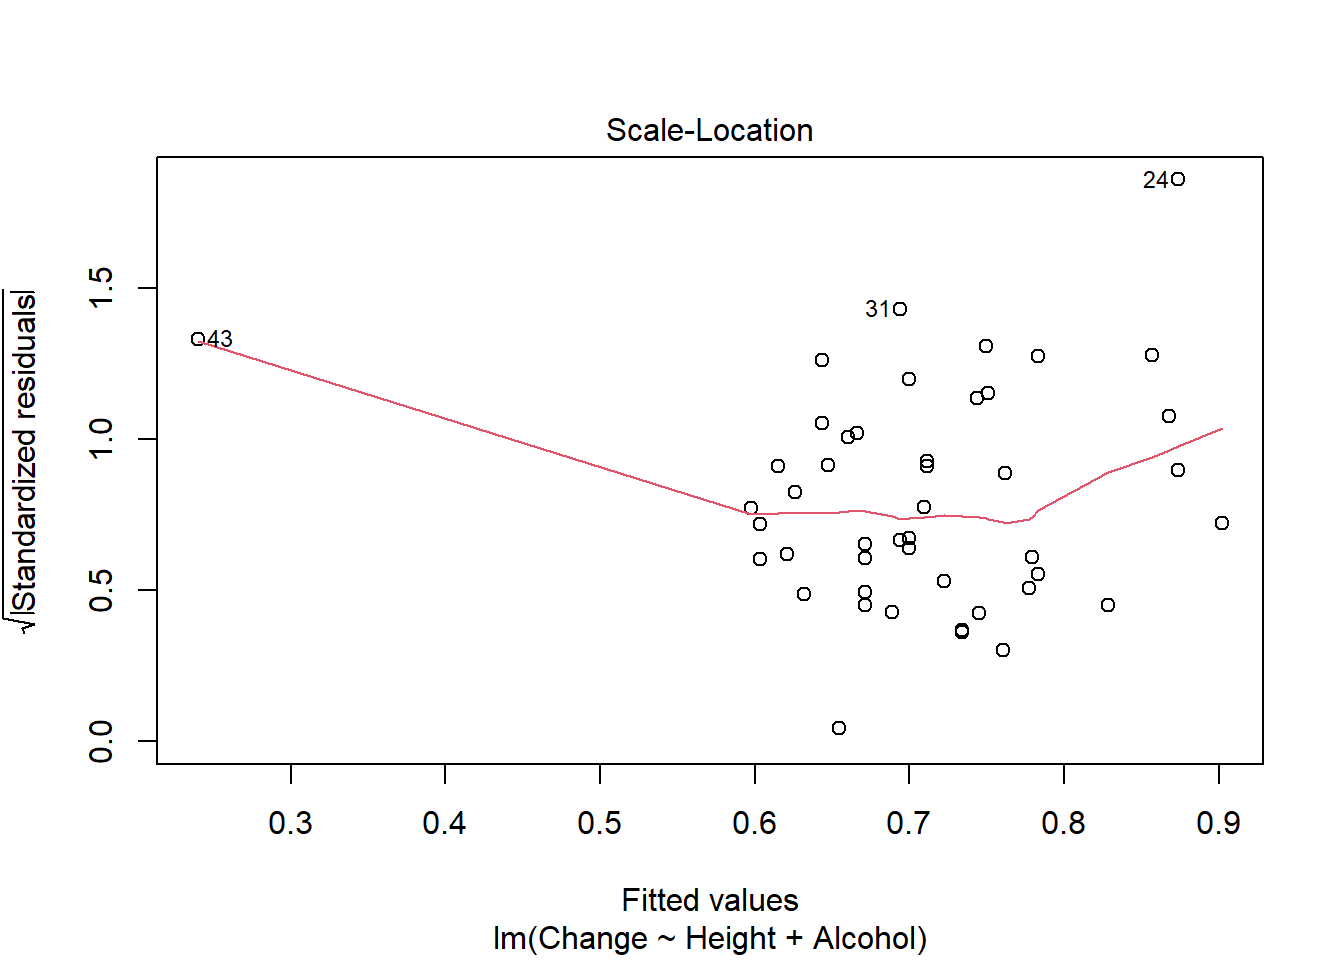 Scale-Location
√|Standardized residuals|
0.0
0.5
1.0
1.5
24
31
43
0.3 0.4 0.5 0.6 0.7 0.8 0.9
Fitted values
lm(Change ~ Height + Alcohol)